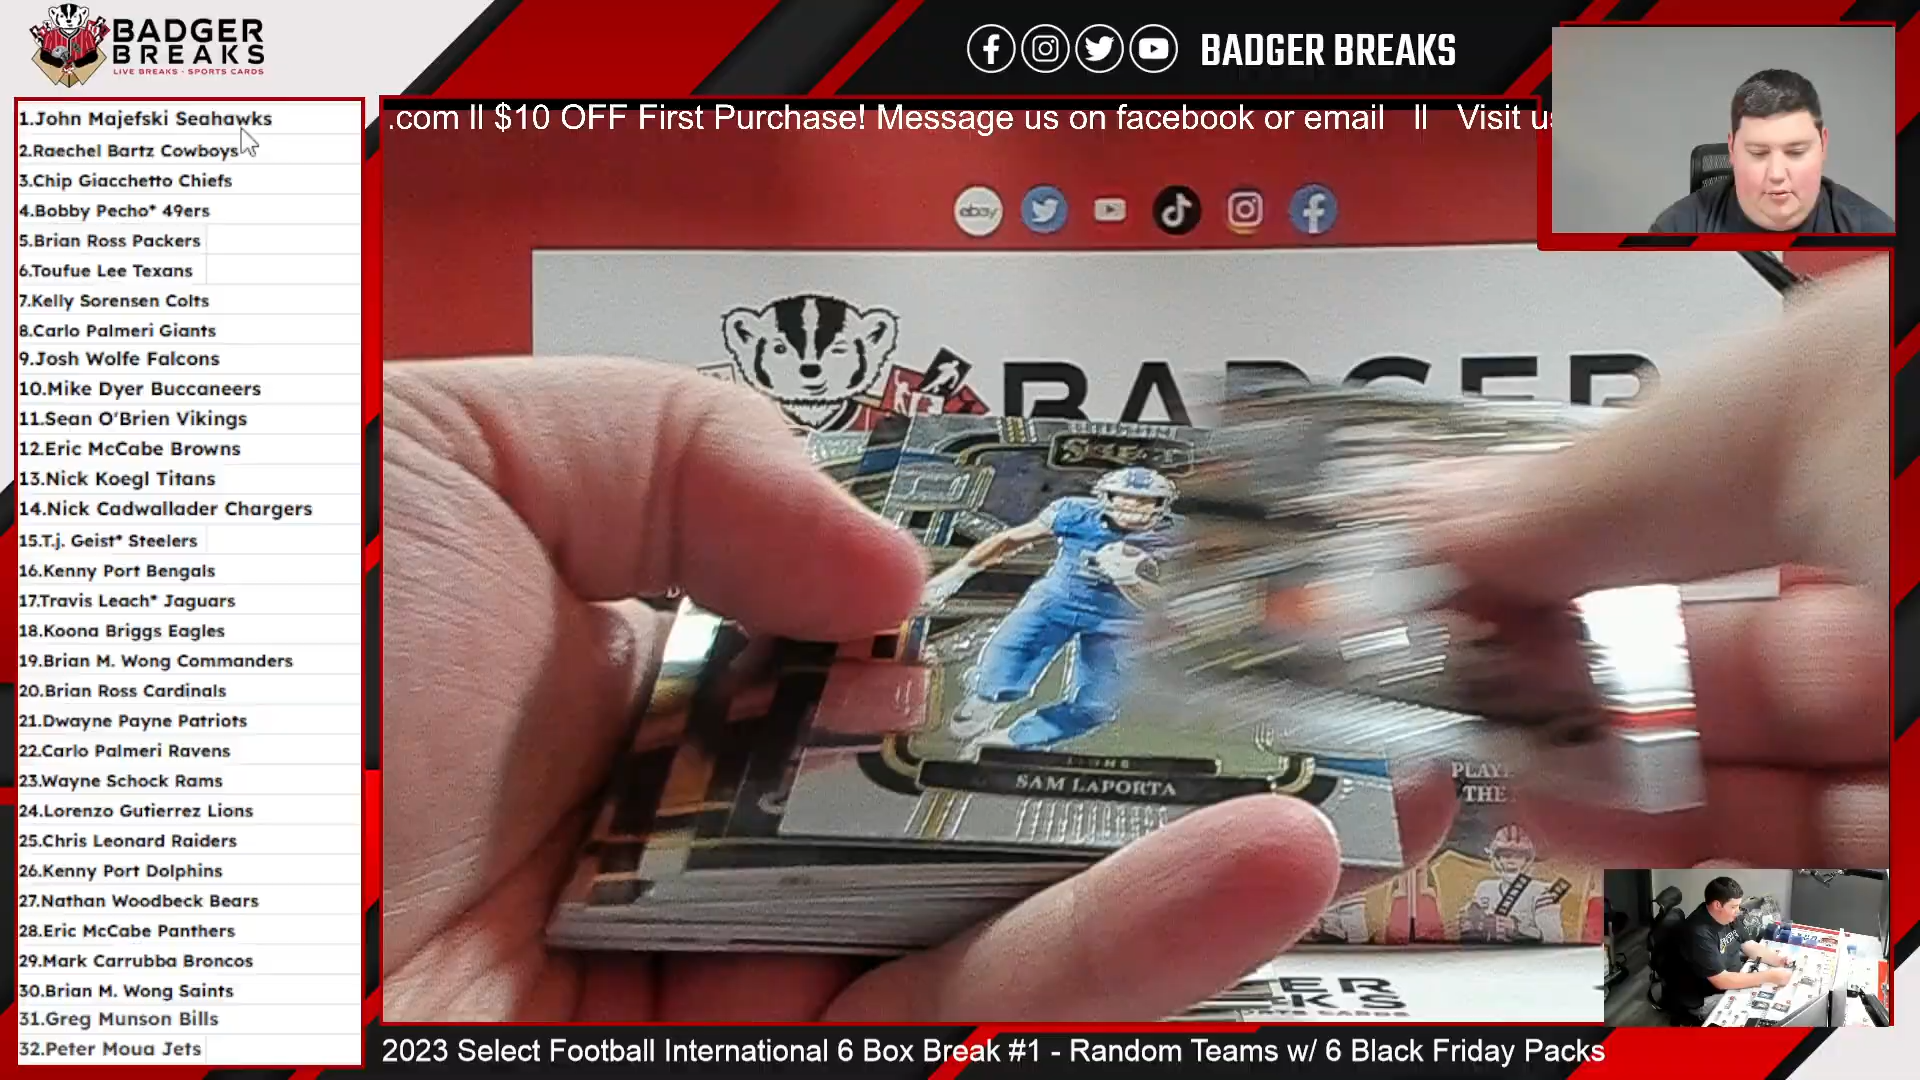 BADGER
BREAKS
LIVE BREAKS - SPORTS CARDS
BADGER BREAKS
.com ll $10 OFF First Purchase! Message us on facebook or email ll Visit us
1.John Majefski Seahawks
2.Raechel Bartz Cowboys
3.Chip Giacchetto Chiefs
4.Bobby Pecho* 49ers
5.Brian Ross Packers
6.Toufue Lee Texans
7.Kelly Sorensen Colts
8.Carlo Palmeri Giants
9.Josh Wolfe Falcons
10.Mike Dyer Buccaneers
11.Sean O'Brien Vikings
12.Eric McCabe Browns
13.Nick Koegl Titans
14.Nick Cadwallader Chargers
15.T.j. Geist* Steelers
16.Kenny Port Bengals
17.Travis Leach* Jaguars
18.Koona Briggs Eagles
19.Brian M. Wong Commanders
20.Brian Ross Cardinals
21.Dwayne Payne Patriots
22.Carlo Palmeri Ravens
23.Wayne Schock Rams
24.Lorenzo Gutierrez Lions
25.Chris Leonard Raiders
26.Kenny Port Dolphins
27.Nathan Woodbeck Bears
28.Eric McCabe Panthers
29.Mark Carrubba Broncos
30.Brian M. Wong Saints
31.Greg Munson Bills
32.Peter Moua Jets
ebay
BADGER
SELECT
LIONS
SAM LAPORTA
THE
2023 Select Football International 6 Box Break #1 - Random Teams w/ 6 Black Friday Packs